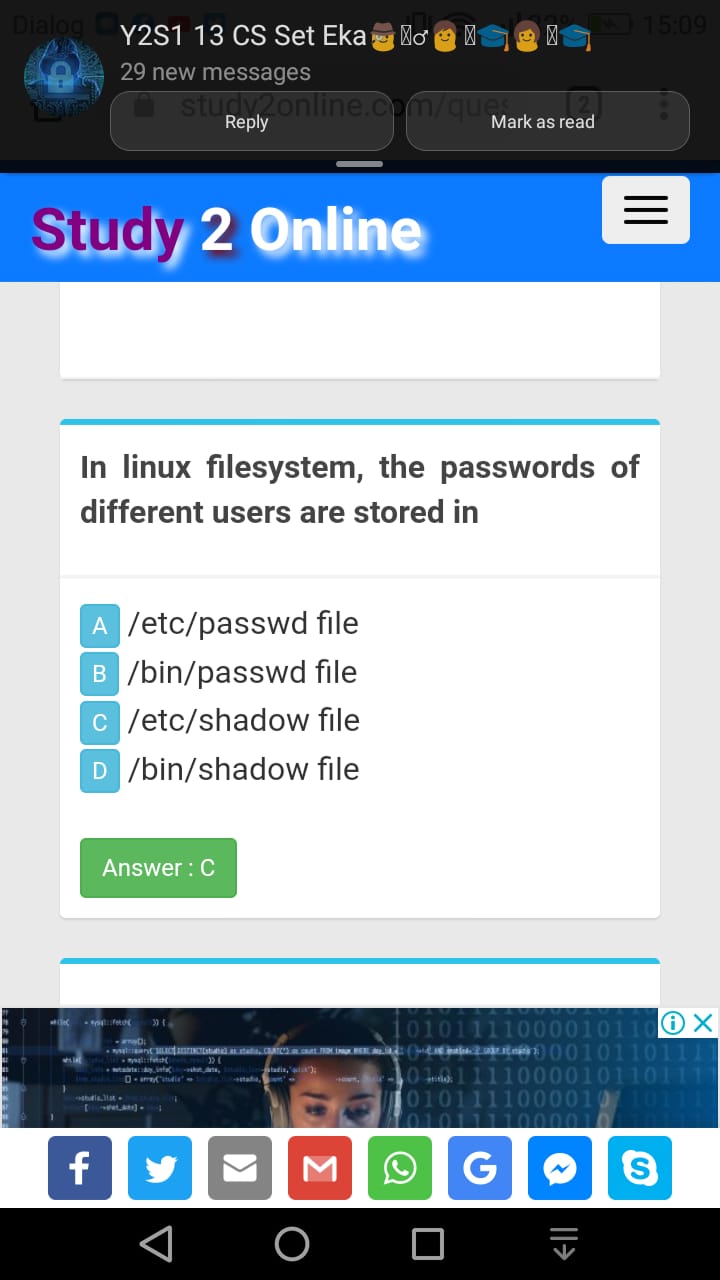 Dialog 15:09
Y2S1 13 CS Set Eka
29 new messages
study2online.com/ques 2
Reply Mark as read
Study 2 Online
In linux filesystem, the passwords of
different users are stored in
A /etc/passwd file
B /bin/passwd file
C /etc/shadow file
D /bin/shadow file
Answer : C